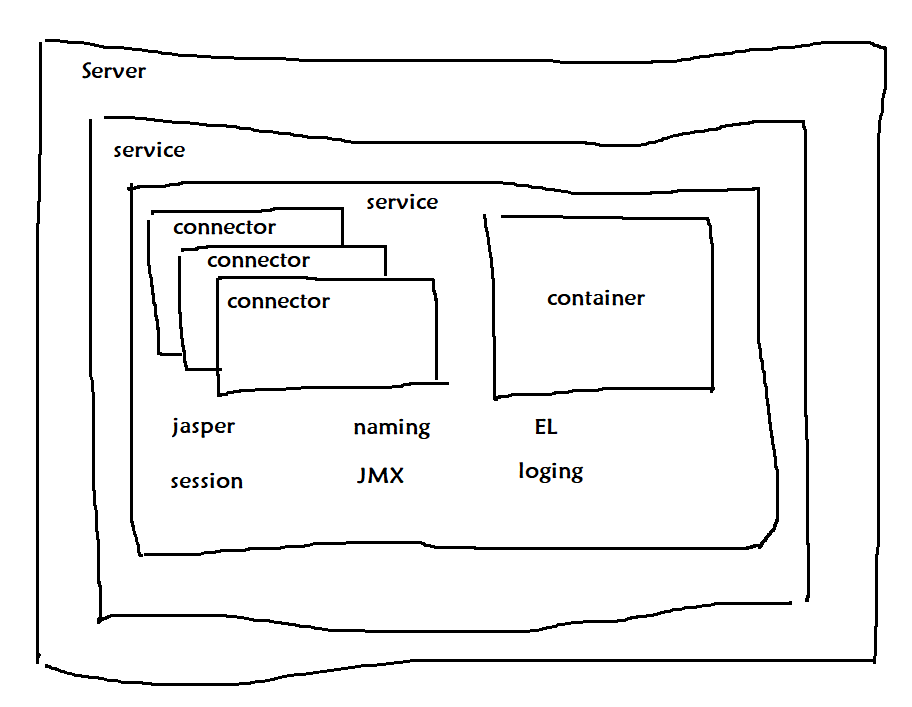 Server
service
service
connector
connector
connector
container
jasper naming EL
session JMX loging